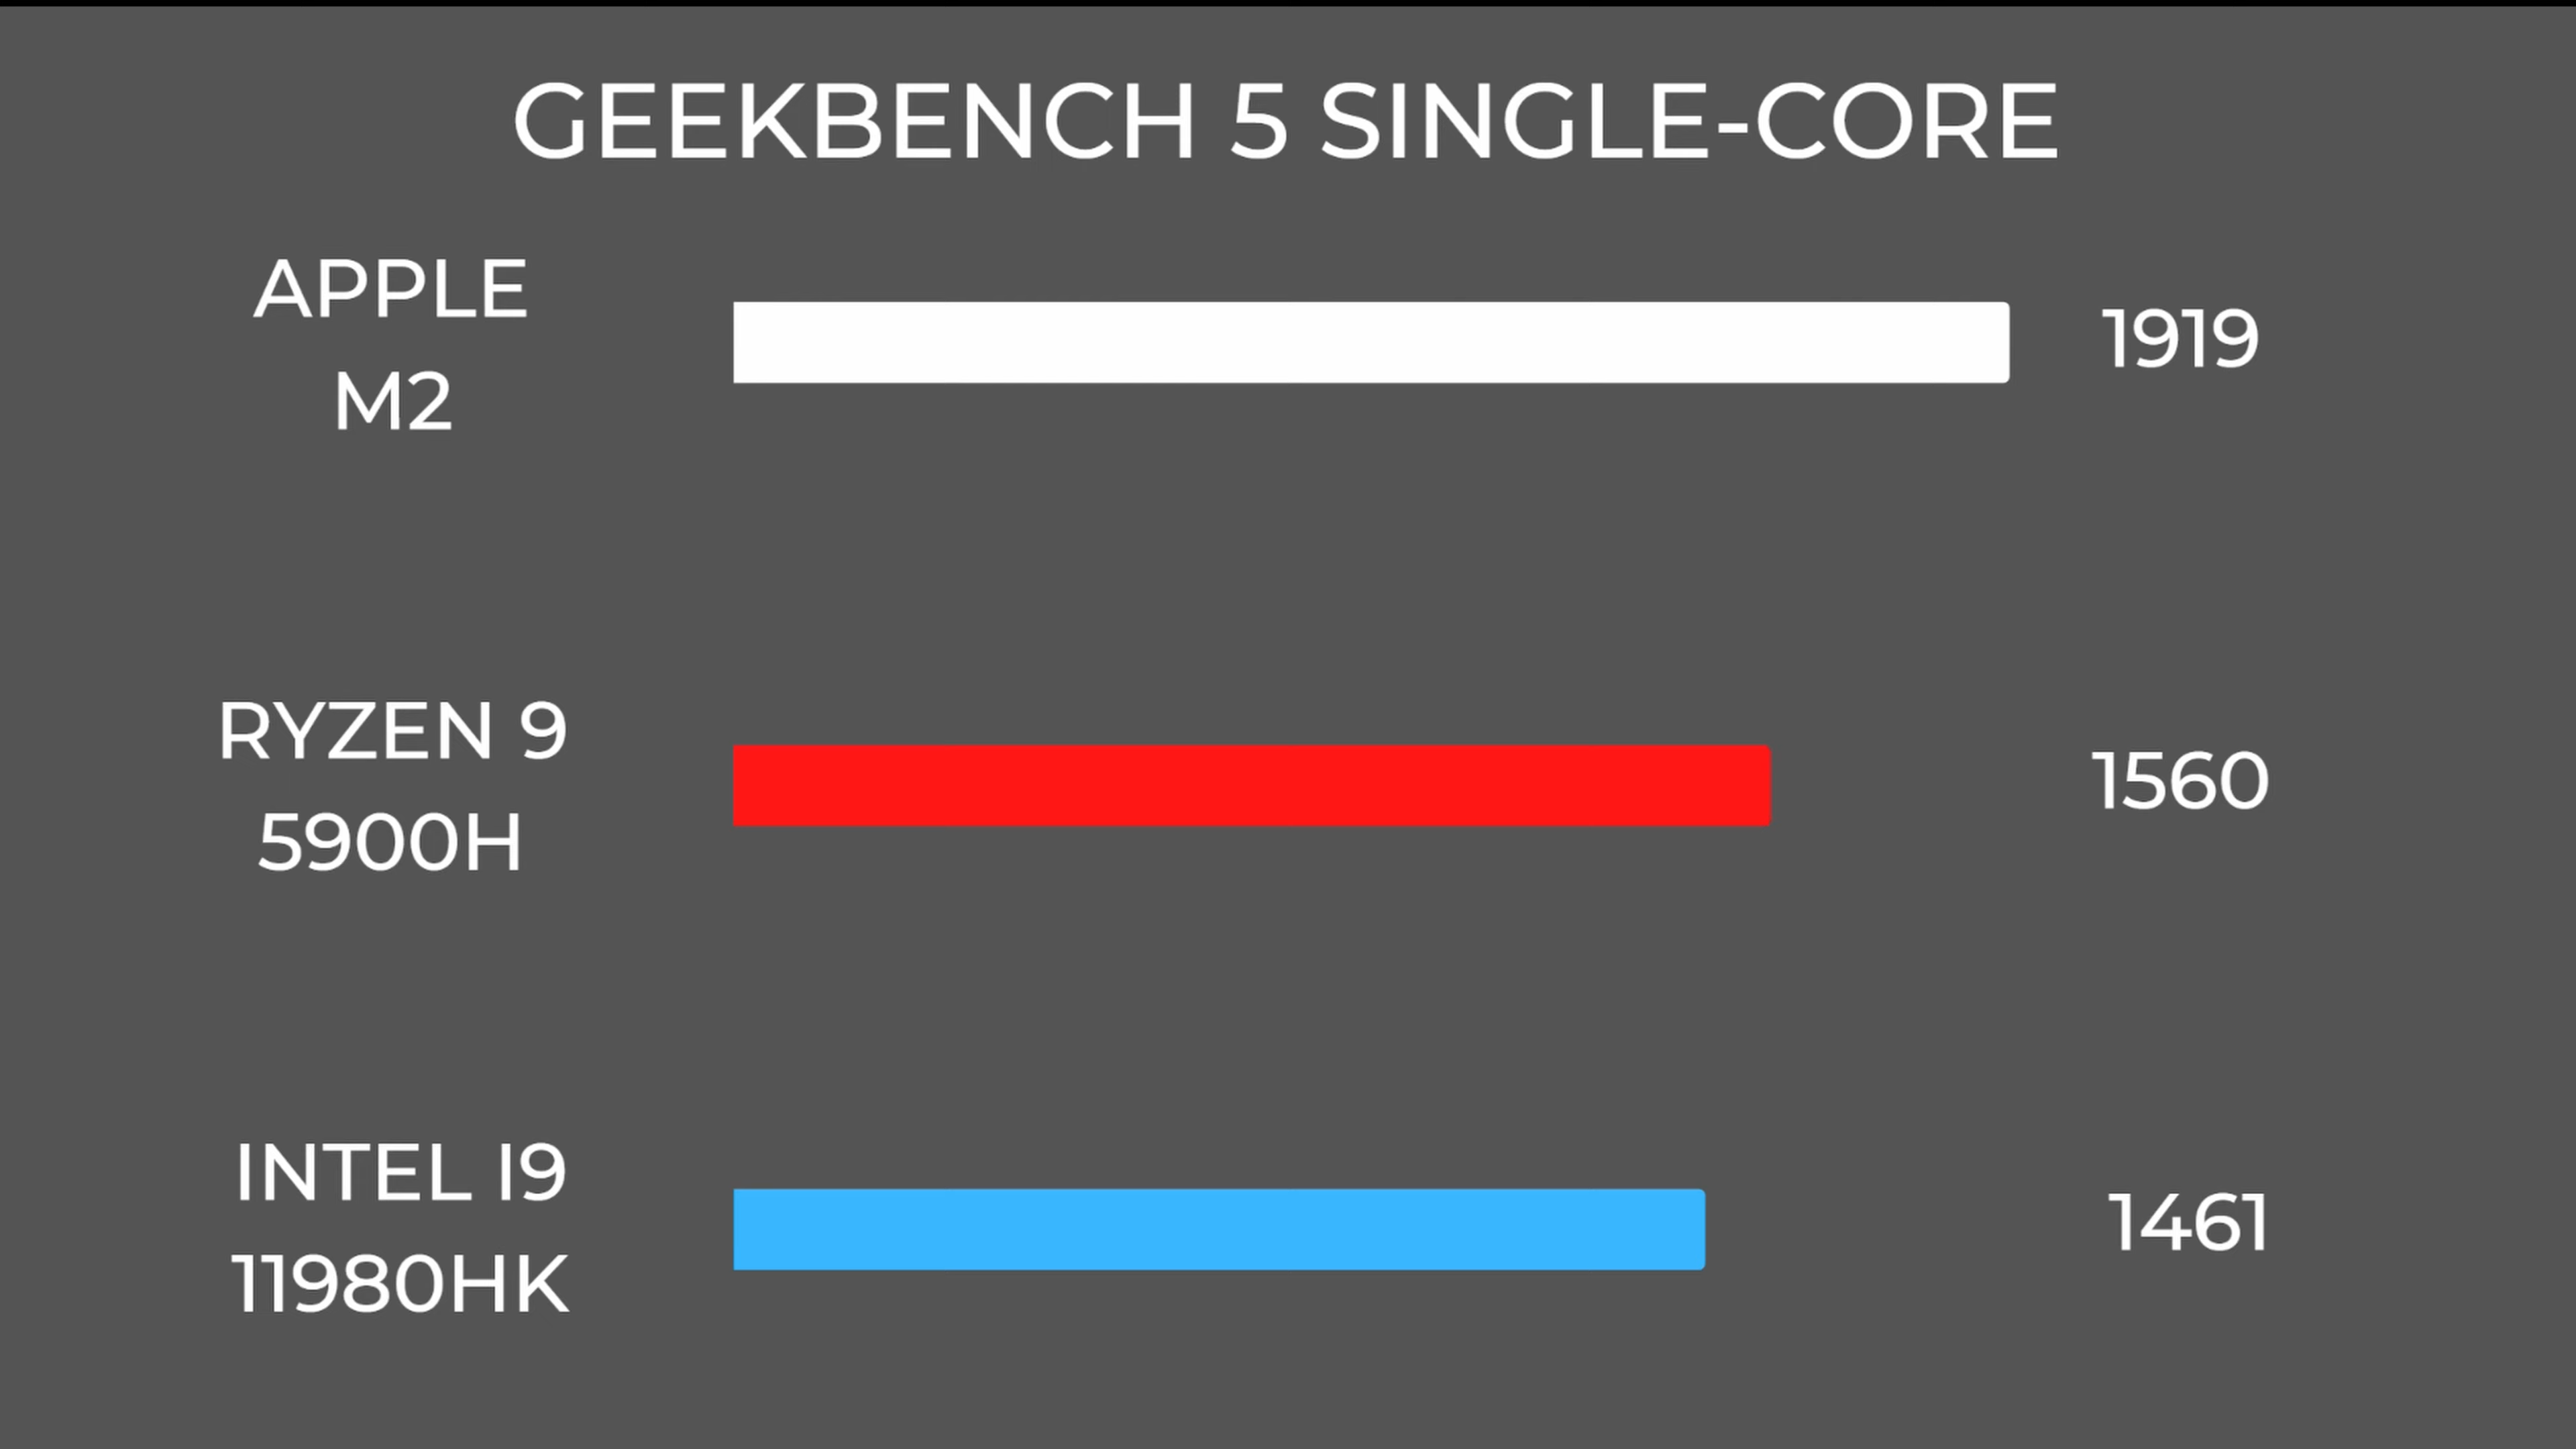 GEEKBENCH 5 SINGLE-CORE
APPLE
M2
1919
RYZEN 9
5900H
1560
INTEL I9
11980HK
1461